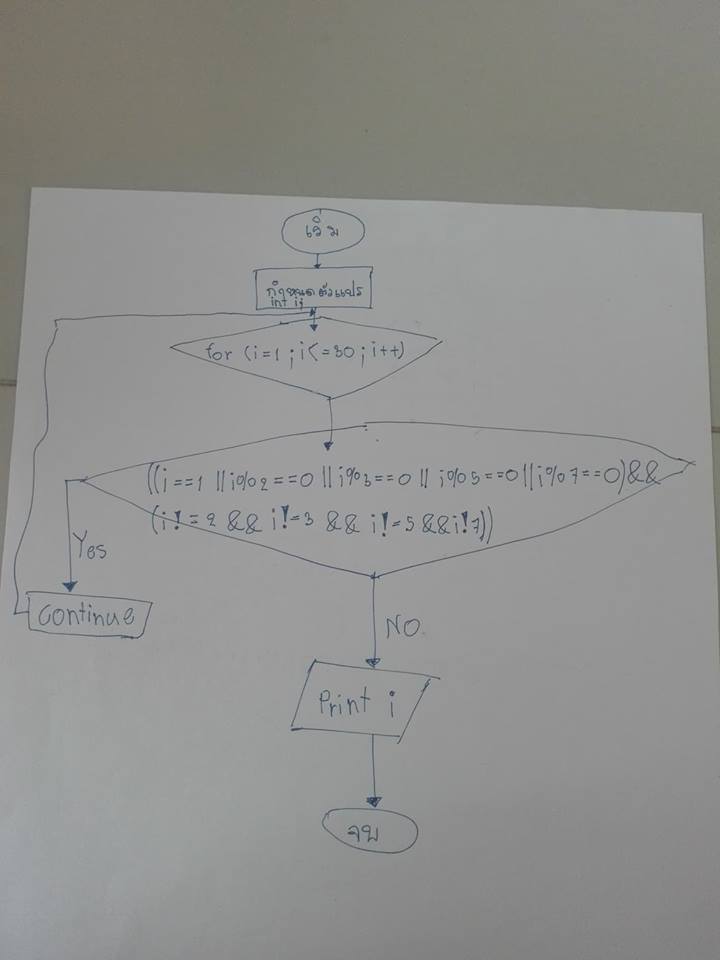 เริ่ม
กำหนดตัวแปร
int i;
for (i=1 ; i<=30 ; i++)
((i==1 || i%2==0 || i%3==0 || i%5==0 || i%7==0) &&
(i!=2 && i!=3 && i!=5 && i!7))
Yes
continue
NO
Print i
จบ